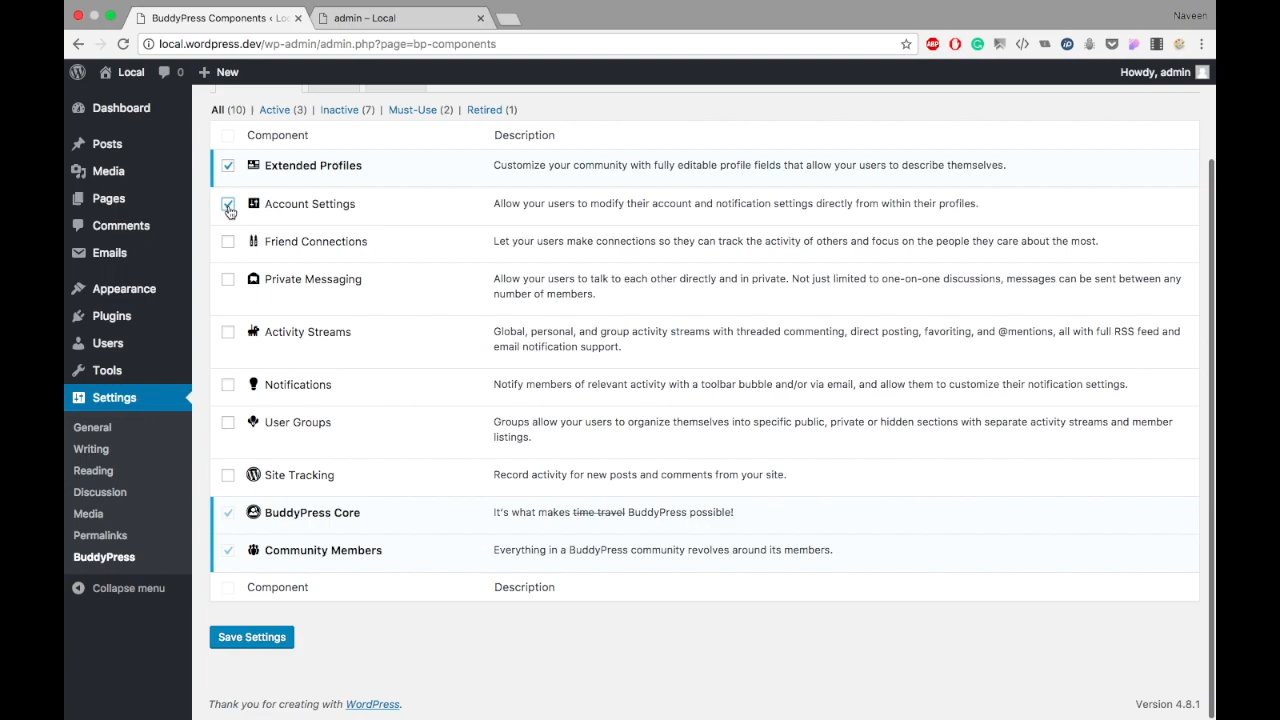 BuddyPress Components ‹ Loc
admin – Local
Naveen
local.wordpress.dev/wp-admin/admin.php?page=bp-components
Local
0
New
Howdy, admin
Dashboard
Posts
Media
Pages
Comments
Emails
Appearance
Plugins
Users
Tools
Settings
General
Writing
Reading
Discussion
Media
Permalinks
BuddyPress
Collapse menu
All (10) | Active (3) | Inactive (7) | Must-Use (2) | Retired (1)
Component Description
Extended Profiles Customize your community with fully editable profile fields that allow your users to describe themselves.
Account Settings Allow your users to modify their account and notification settings directly from within their profiles.
Friend Connections Let your users make connections so they can track the activity of others and focus on the people they care about the most.
Private Messaging Allow your users to talk to each other directly and in private. Not just limited to one-on-one discussions, messages can be sent between any
number of members.
Activity Streams Global, personal, and group activity streams with threaded commenting, direct posting, favoriting, and @mentions, all with full RSS feed and
email notification support.
Notifications Notify members of relevant activity with a toolbar bubble and/or via email, and allow them to customize their notification settings.
User Groups Groups allow your users to organize themselves into specific public, private or hidden sections with separate activity streams and member
listings.
Site Tracking Record activity for new posts and comments from your site.
BuddyPress Core It's what makes time travel BuddyPress possible!
Community Members Everything in a BuddyPress community revolves around its members.
Component Description
Save Settings
Thank you for creating with WordPress.
Version 4.8.1